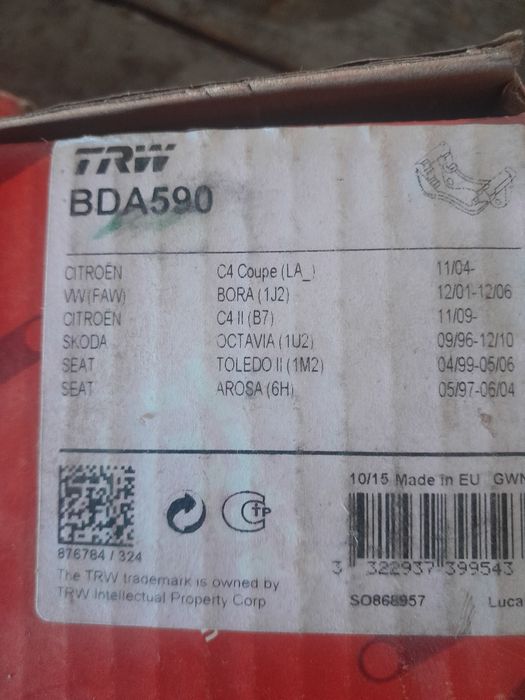 TRW
BDA590
CITROËN C4 Coupe (LA_) 11/04-
VW (FAW) BORA (1J2) 12/01-12/06
CITROËN C4 II (B7) 11/09-
SKODA OCTAVIA (1U2) 09/96-12/10
SEAT TOLEDO II (1M2) 04/99-05/06
SEAT AROSA (6H) 05/97-06/04
10/15 Made in EU GWN
876784 / 324
3 322937 399543
The TRW trademark is owned by
TRW Intellectual Property Corp
SO868957 Luca